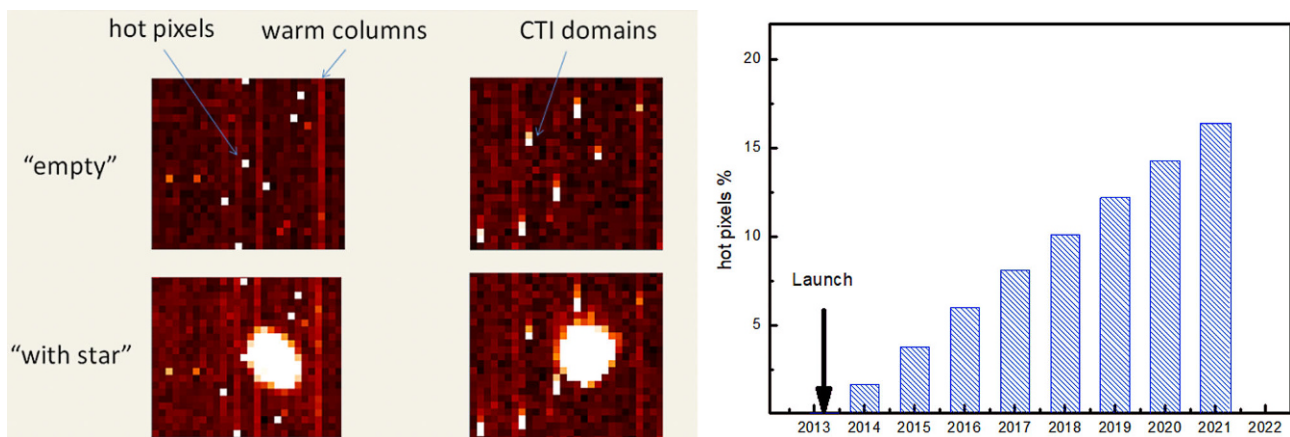 hot pixels
warm columns
CTI domains
"empty"
"with star"
hot pixels %
20
15
10
5
Launch
2013 2014 2015 2016 2017 2018 2019 2020 2021 2022